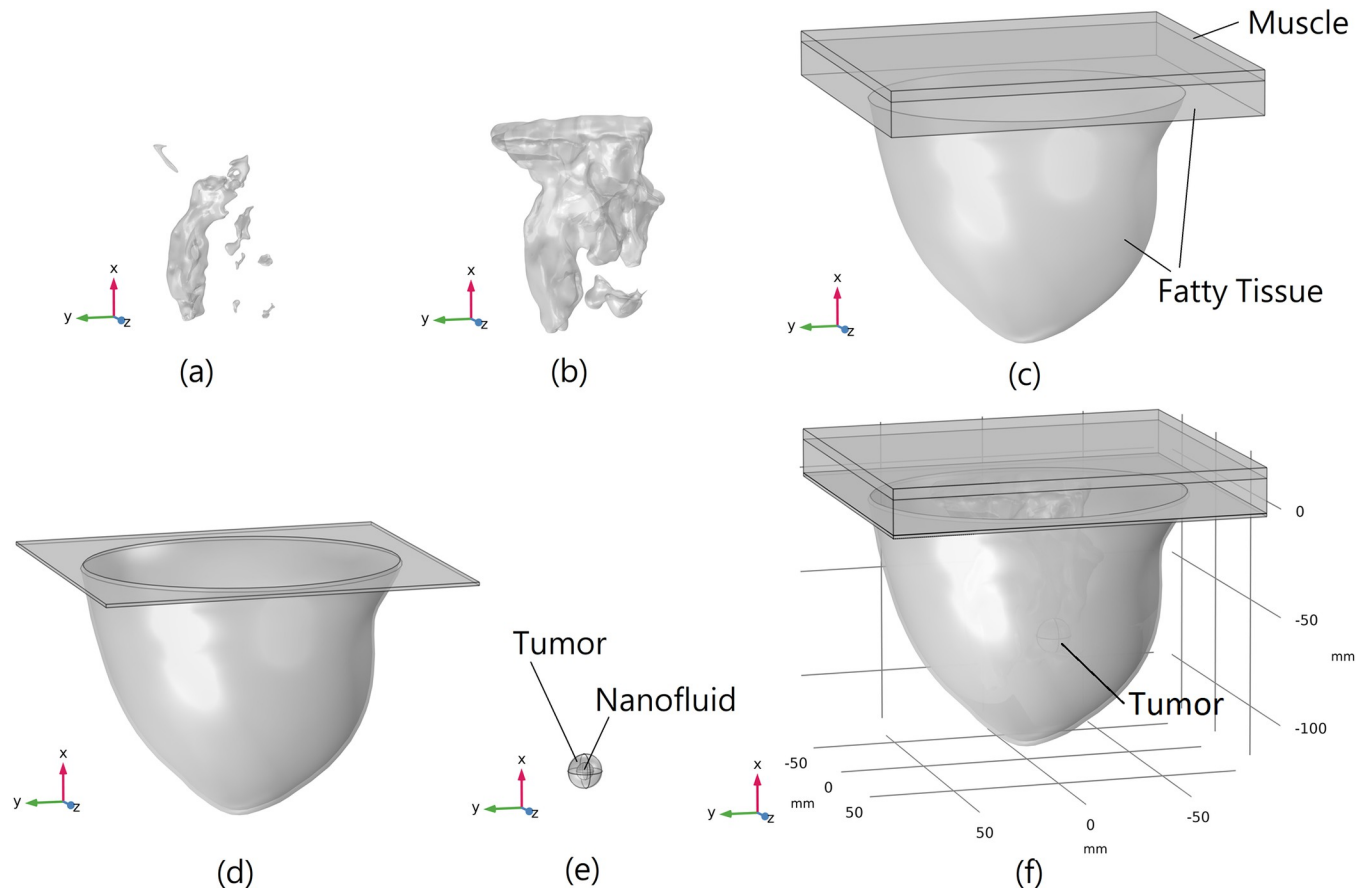 Muscle
Fatty Tissue
x
y
z
(a)
x
y
z
(b)
x
y
z
(c)
x
y
z
(d)
Tumor
Nanofluid
x
y
z
(e)
0
-50
mm
-100
Tumor
x
y
z
-50
0
mm
50
50
0
mm
-50
(f)